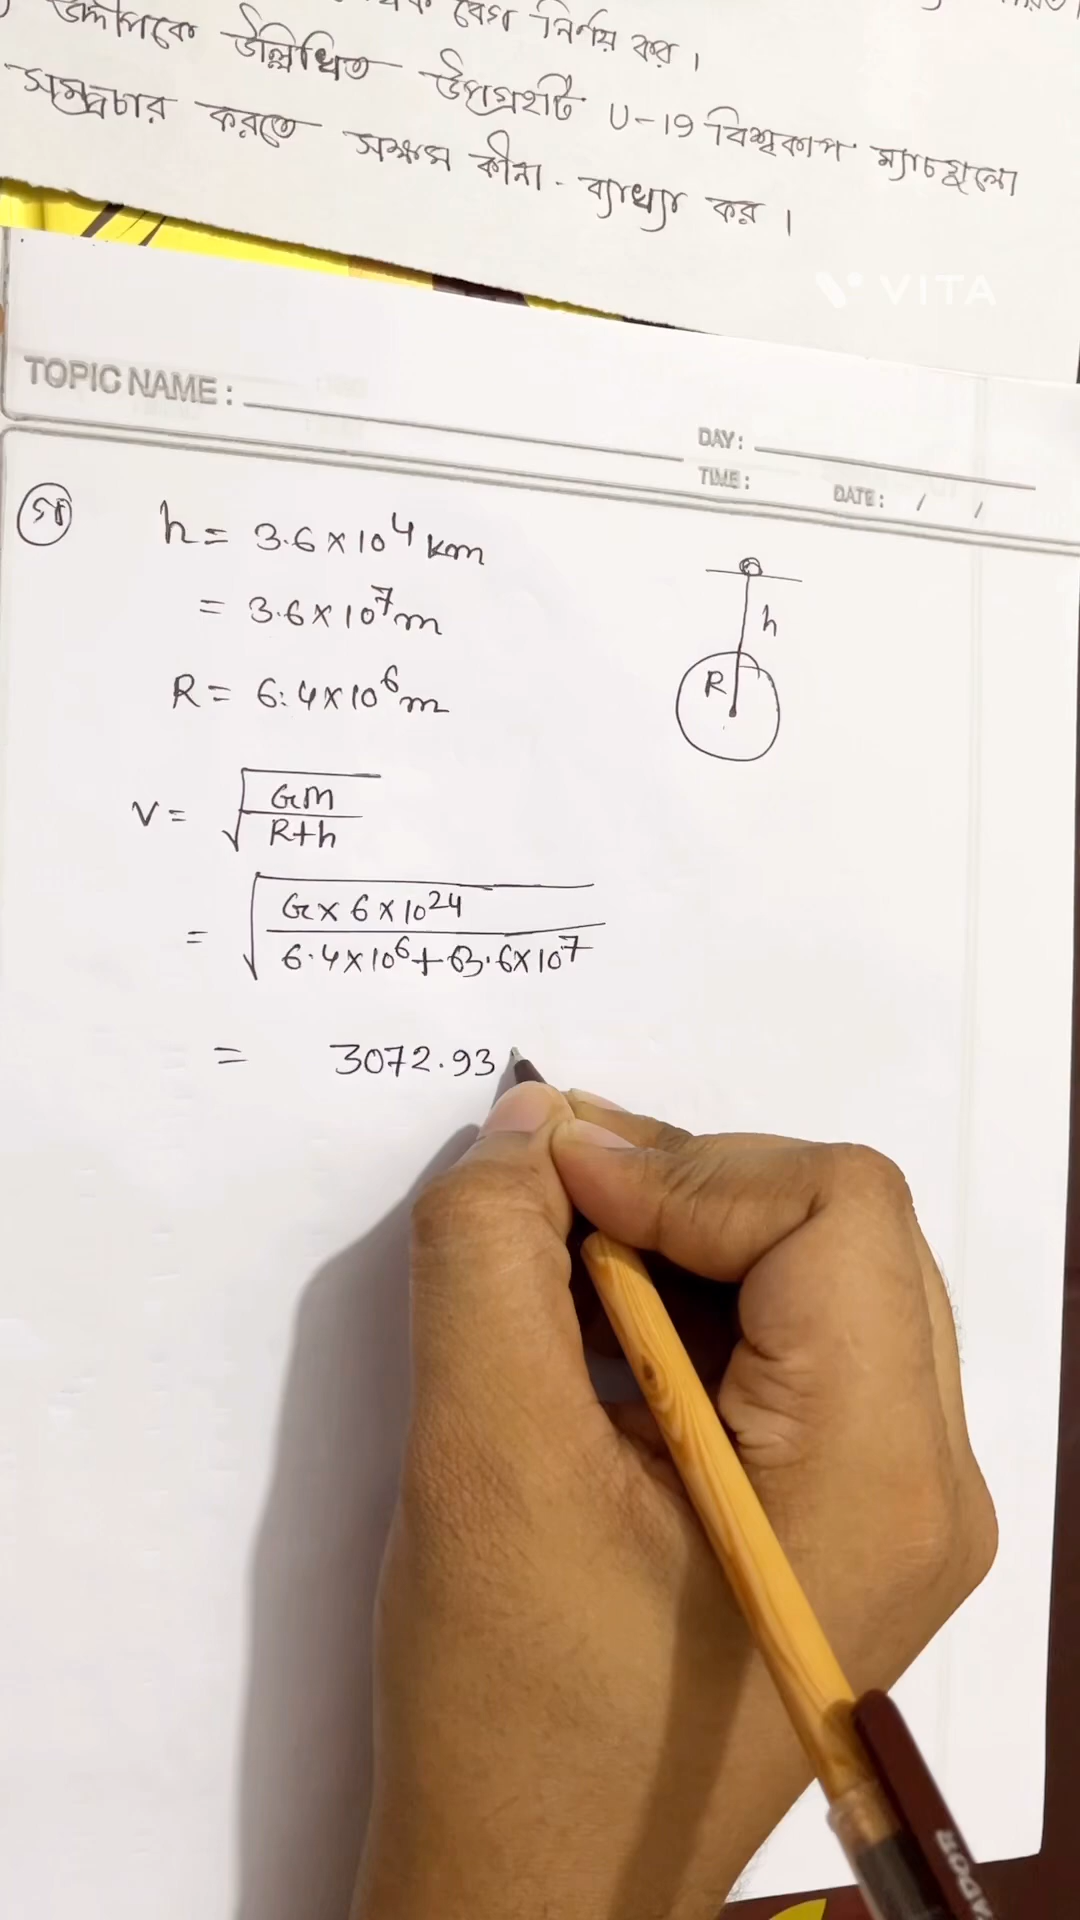 বেগ নির্ণয় কর।
উদ্দীপকে উল্লিখিত উপগ্রহটি U-19 বিশ্বকাপ ম্যাচগুলো
সম্প্রচার করতে সক্ষম কীনা - ব্যাখ্যা কর।
VITA
TOPIC NAME :
DAY :
TIME :
DATE : / /
গ
h = 3.6 × 10⁴ km
= 3.6 × 10⁷ m
h
R = 6.4 × 10⁶ m
R
V = √(GM / R+h)
= √(G × 6 × 10²⁴ / 6.4 × 10⁶ + 3.6 × 10⁷)
= 3072.93